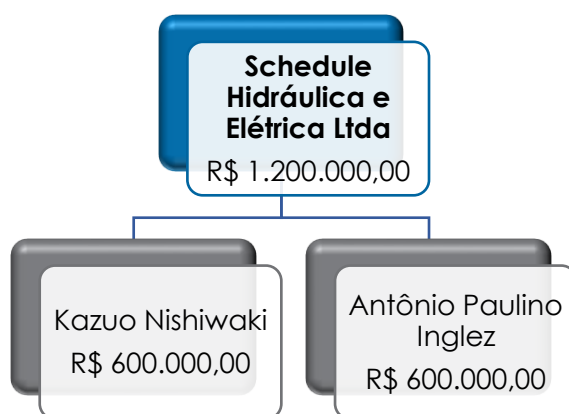 Schedule
Hidráulica e
Elétrica Ltda
R$ 1.200.000,00
Kazuo Nishiwaki
R$ 600.000,00
Antônio Paulino
Inglez
R$ 600.000,00